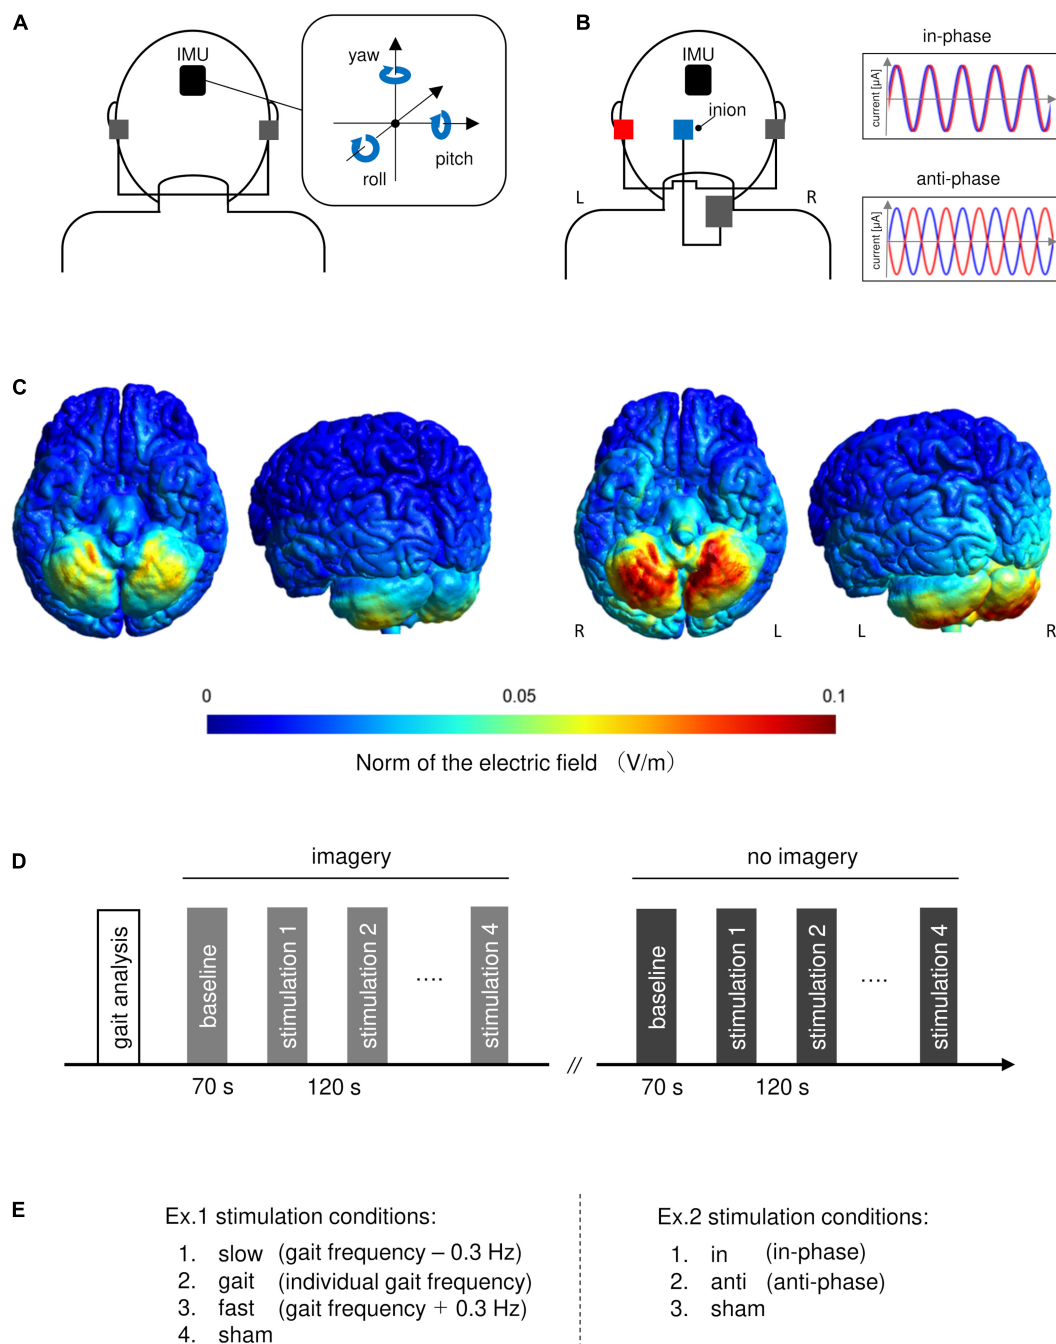 A
IMU
yaw
pitch
roll
B
IMU
inion
L
R
in-phase
current [µA]
anti-phase
current [µA]
C
R
L
L
R
0
0.05
0.1
Norm of the electric field (V/m)
D
imagery
no imagery
gait analysis
baseline
stimulation 1
stimulation 2
....
stimulation 4
baseline
stimulation 1
stimulation 2
....
stimulation 4
70 s
120 s
//
70 s
120 s
E
Ex.1 stimulation conditions:
1. slow (gait frequency – 0.3 Hz)
2. gait (individual gait frequency)
3. fast (gait frequency + 0.3 Hz)
4. sham
Ex.2 stimulation conditions:
1. in (in-phase)
2. anti (anti-phase)
3. sham